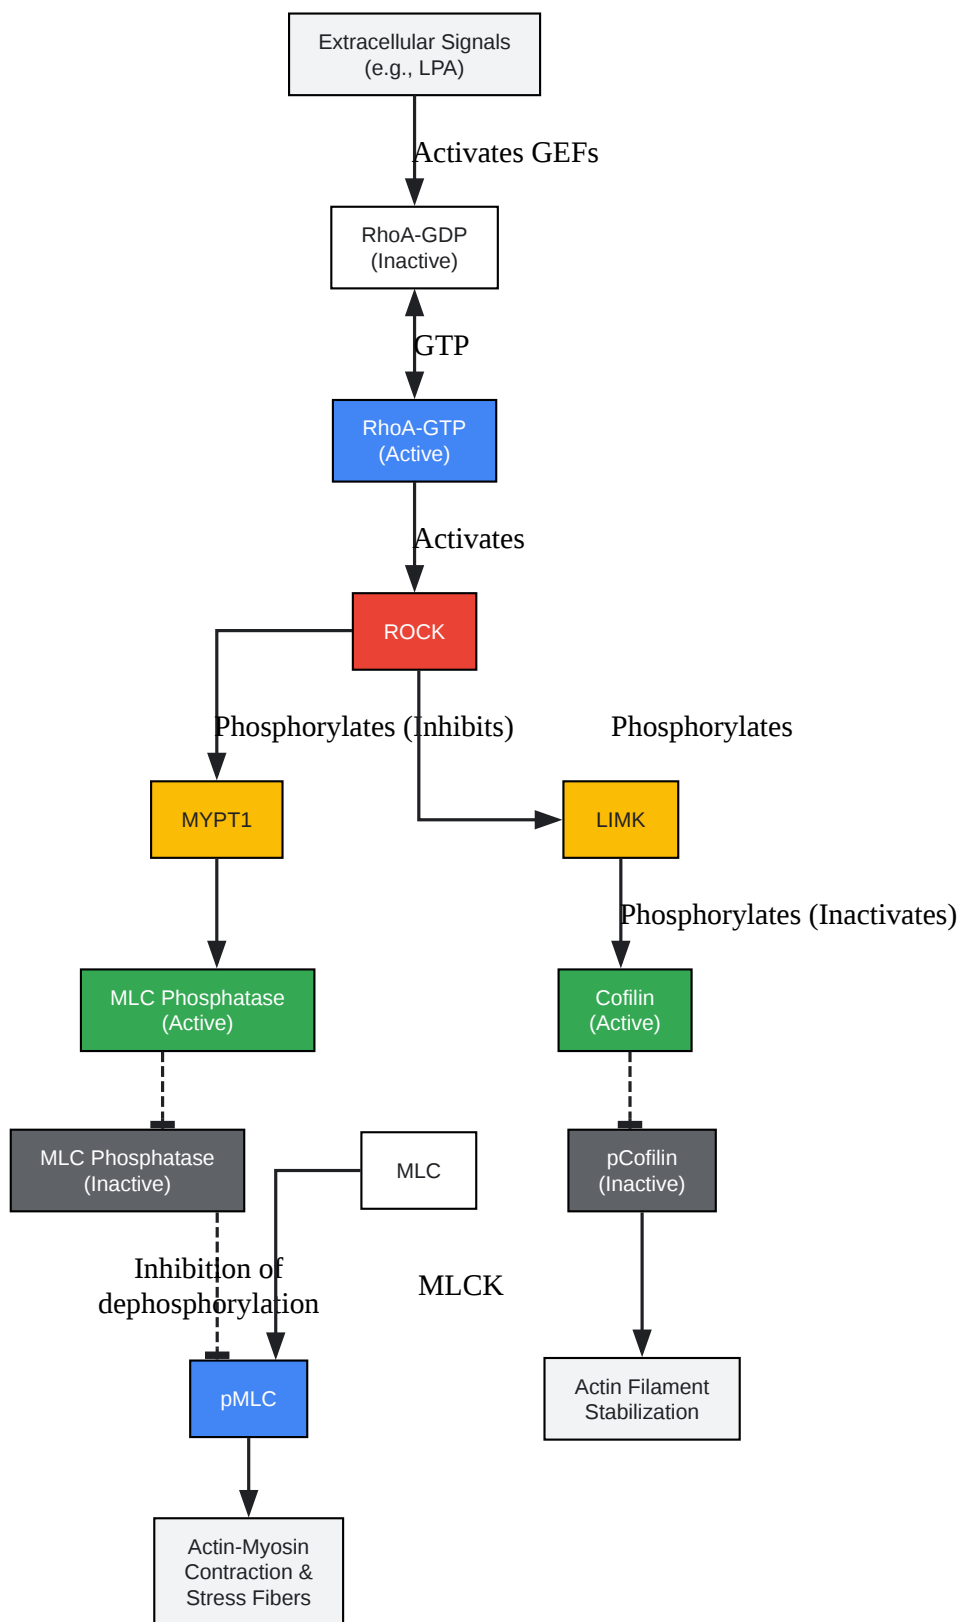 Extracellular Signals
(e.g., LPA)
Activates GEFs
RhoA-GDP
(Inactive)
GTP
RhoA-GTP
(Active)
Activates
ROCK
Phosphorylates (Inhibits)
Phosphorylates
MYPT1
LIMK
Phosphorylates (Inactivates)
MLC Phosphatase
(Active)
Cofilin
(Active)
MLC Phosphatase
(Inactive)
MLC
pCofilin
(Inactive)
Inhibition of
dephosphorylation
MLCK
pMLC
Actin Filament
Stabilization
Actin-Myosin
Contraction &
Stress Fibers